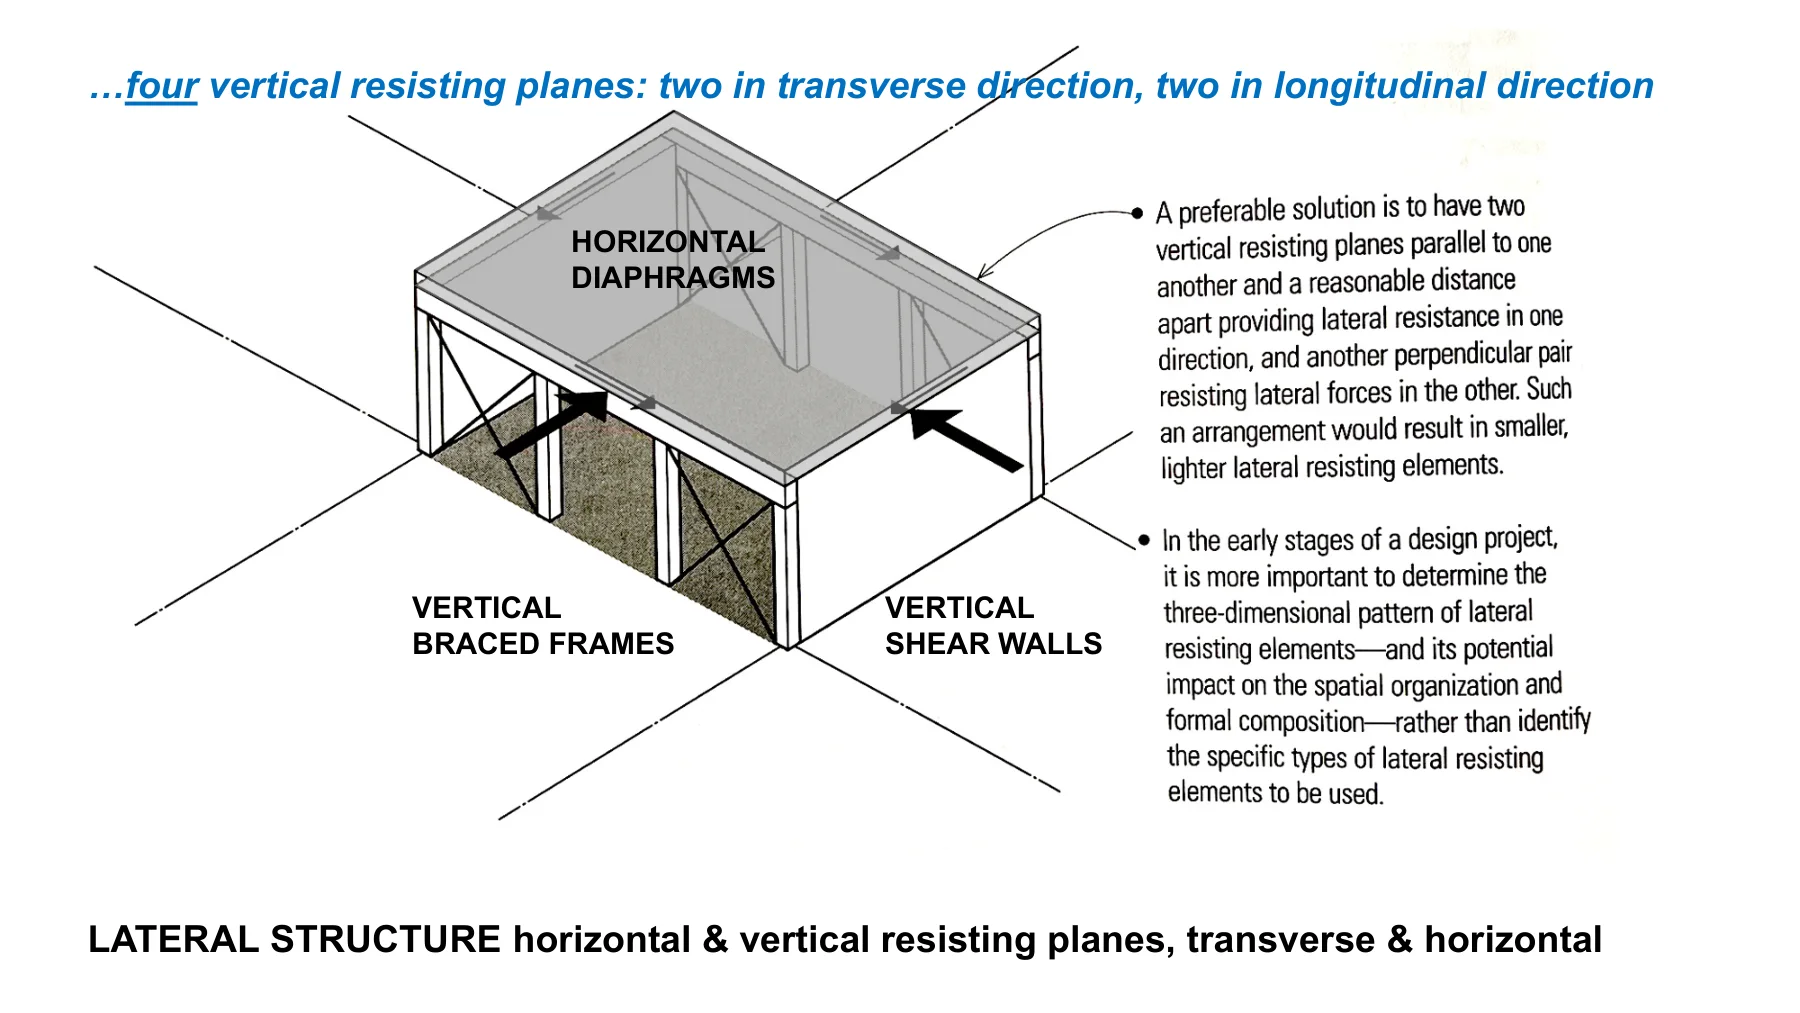 …four vertical resisting planes: two in transverse direction, two in longitudinal direction
HORIZONTAL
DIAPHRAGMS
VERTICAL
BRACED FRAMES
VERTICAL
SHEAR WALLS
• A preferable solution is to have two
vertical resisting planes parallel to one
another and a reasonable distance
apart providing lateral resistance in one
direction, and another perpendicular pair
resisting lateral forces in the other. Such
an arrangement would result in smaller,
lighter lateral resisting elements.
• In the early stages of a design project,
it is more important to determine the
three-dimensional pattern of lateral
resisting elements—and its potential
impact on the spatial organization and
formal composition—rather than identify
the specific types of lateral resisting
elements to be used.
LATERAL STRUCTURE horizontal & vertical resisting planes, transverse & horizontal